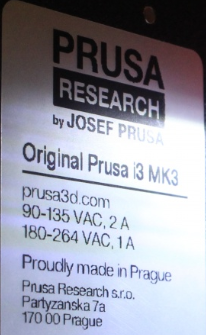 PRUSA
RESEARCH
by JOSEF PRUSA
Original Prusa i3 MK3
prusa3d.com
90-135 VAC, 2 A
180-264 VAC, 1 A
Proudly made in Prague
Prusa Research s.r.o.
Partyzanska 7a
170 00 Prague